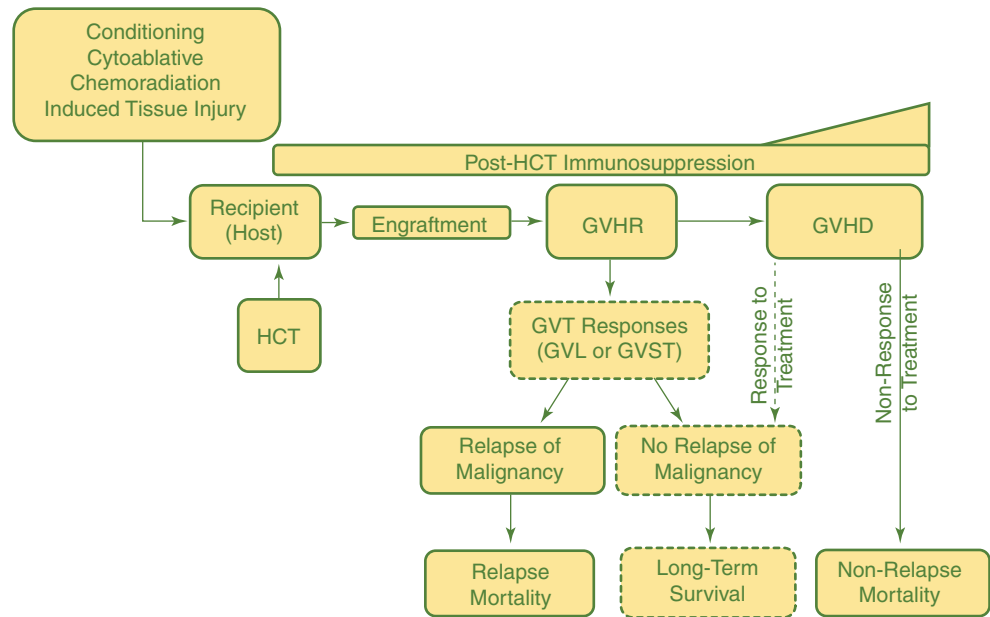 Conditioning
Cytoablative
Chemoradiation
Induced Tissue Injury
Post-HCT Immunosuppression
Recipient
(Host)
Engraftment
GVHR
GVHD
HCT
GVT Responses
(GVL or GVST)
Response to
Treatment
Non-Response
to Treatment
Relapse of
Malignancy
No Relapse of
Malignancy
Relapse
Mortality
Long-Term
Survival
Non-Relapse
Mortality